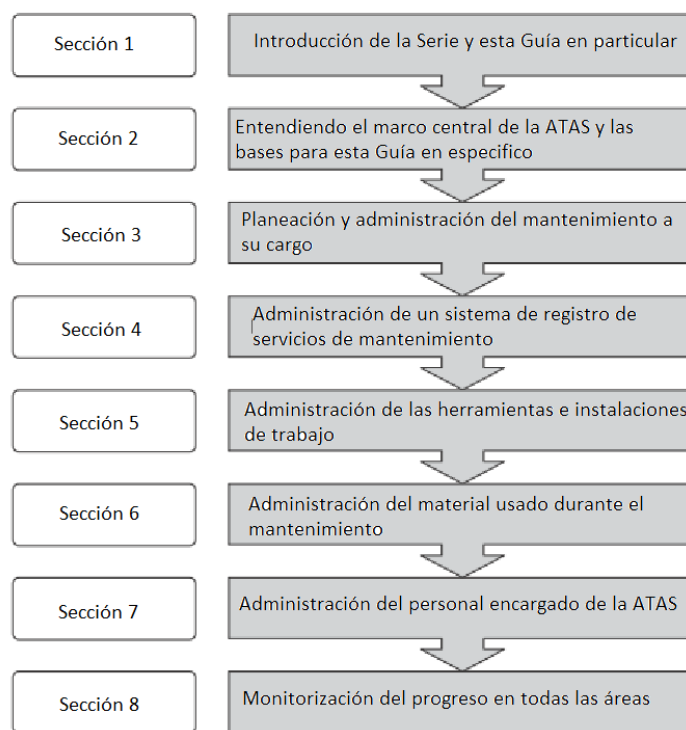 Sección 1
Introducción de la Serie y esta Guía en particular
Sección 2
Entendiendo el marco central de la ATAS y las
bases para esta Guía en especifico
Sección 3
Planeación y administración del mantenimiento a
su cargo
Sección 4
Administración de un sistema de registro de
servicios de mantenimiento
Sección 5
Administración de las herramientas e instalaciones
de trabajo
Sección 6
Administración del material usado durante el
mantenimiento
Sección 7
Administración del personal encargado de la ATAS
Sección 8
Monitorización del progreso en todas las áreas